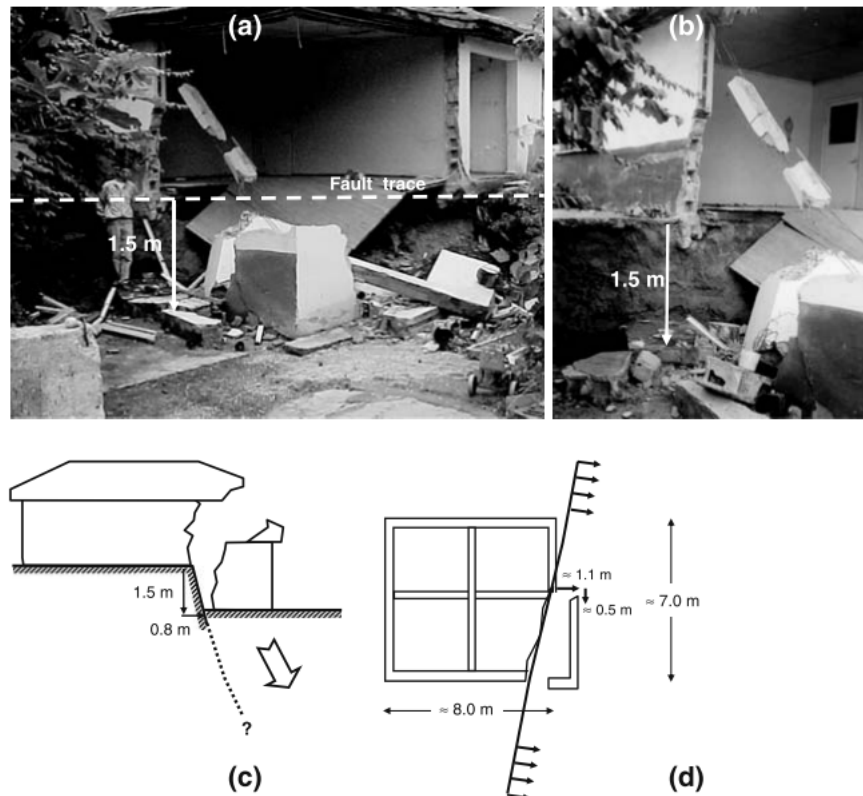 (a)
Fault trace
1.5 m
(b)
1.5 m
1.5 m
0.8 m
?
(c)
≈ 1.1 m
≈ 0.5 m
≈ 7.0 m
≈ 8.0 m
(d)